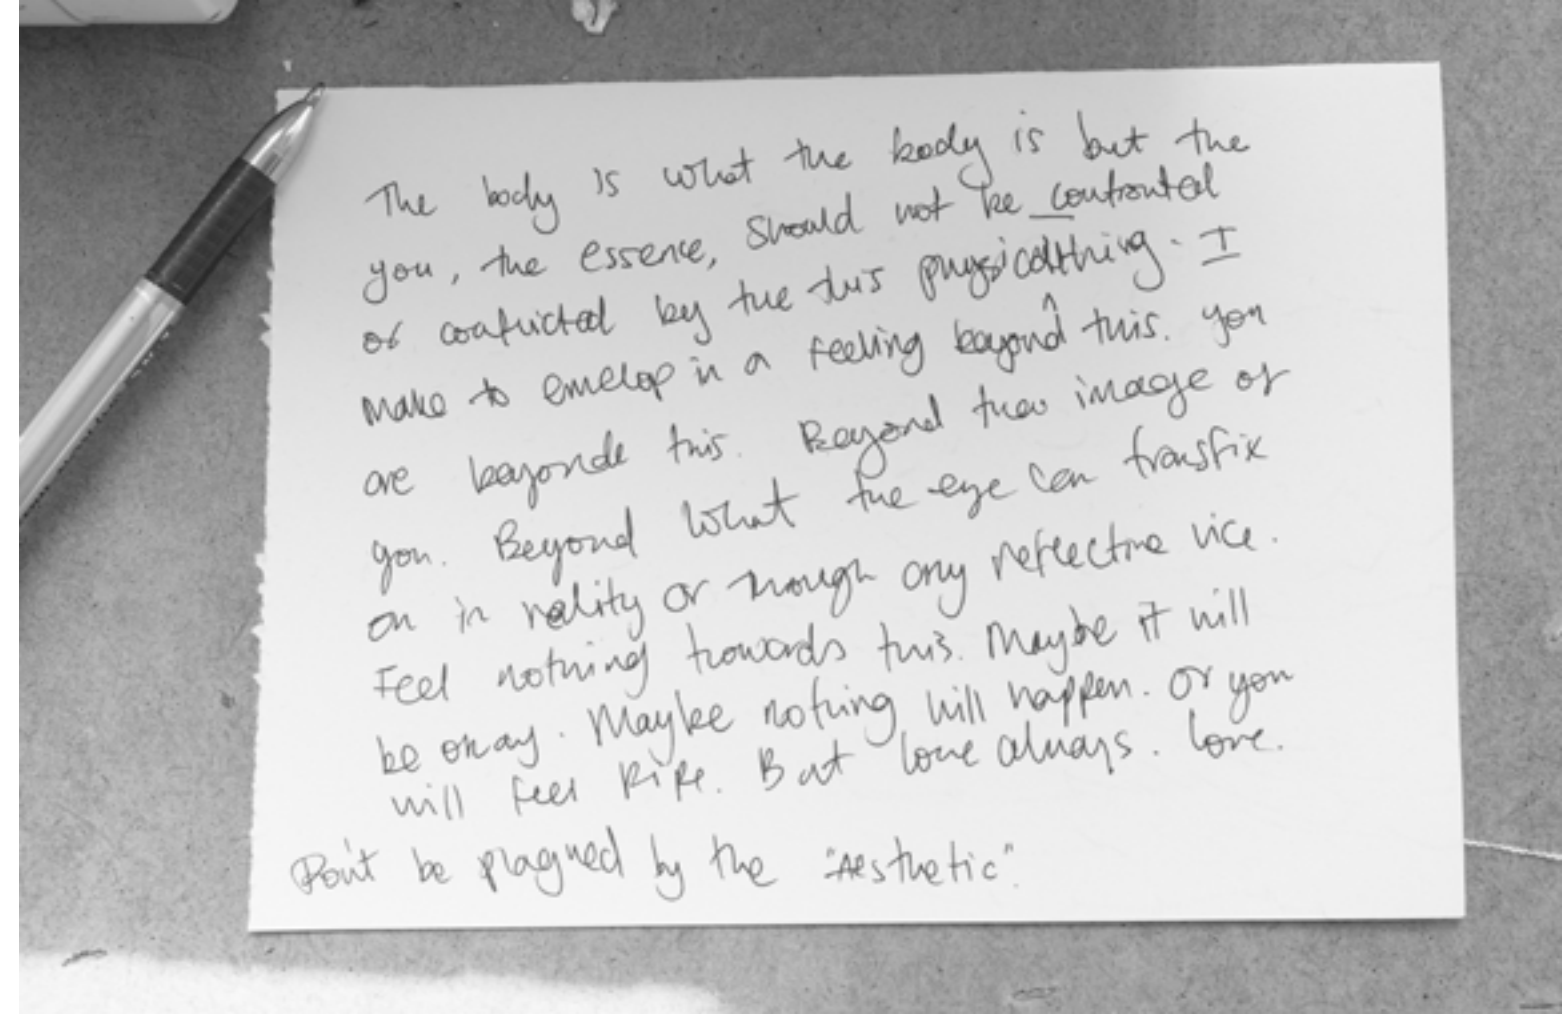 The body is what the body is but the
you, the essence, should not be confronted
or conflicted by the this physical thing. I
make to envelop in a feeling beyond this. You
are beyonde this. Beyond the image of
you. Beyond what the eye can transfix
on in reality or through any reflective vice.
Feel nothing towards this. Maybe it will
be okay. Maybe nothing will happen. Or you
will feel ripe. But love always. Love.
Don't be plagued by the "Aesthetic".